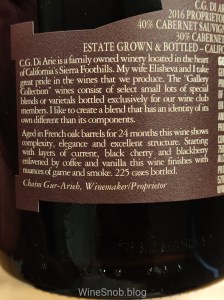 C.G. DI ARIE
2016 PROPRIE
40% CABERNET SAUVIG
30% CABERN
ESTATE GROWN & BOTTLED – CALIFO
C.G. Di Arie is a family owned winery located in the heart
of California's Sierra Foothills. My wife Elisheva and I take
great pride in the wines that we produce. The "Gallery
Collection" wines consist of select small lots of special
blends or varietals bottled exclusively for our wine club
members. I like to create a blend that has an identity of its
own different than its components.
Aged in French oak barrels for 24 months this wine shows
complexity, elegance and excellent structure. Starting
with layers of currant, black cherry and blackberry
enlivened by coffee and vanilla this wine finishes with
nuances of game and smoke. 225 cases bottled.
Chaim Gur-Arieh, Winemaker/Proprietor
WineSnob.blog